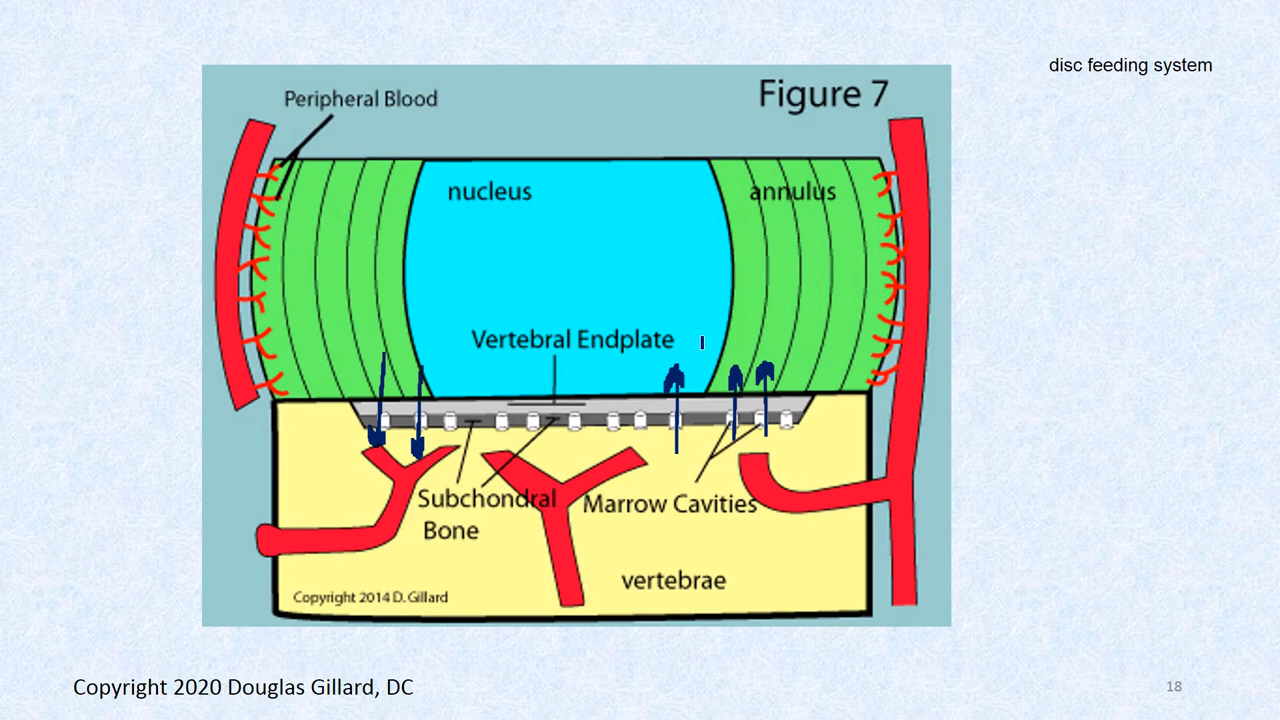 disc feeding system
Figure 7
Peripheral Blood
nucleus
annulus
Vertebral Endplate
Subchondral
Bone
Marrow Cavities
vertebrae
Copyright 2014 D. Gillard
Copyright 2020 Douglas Gillard, DC
18